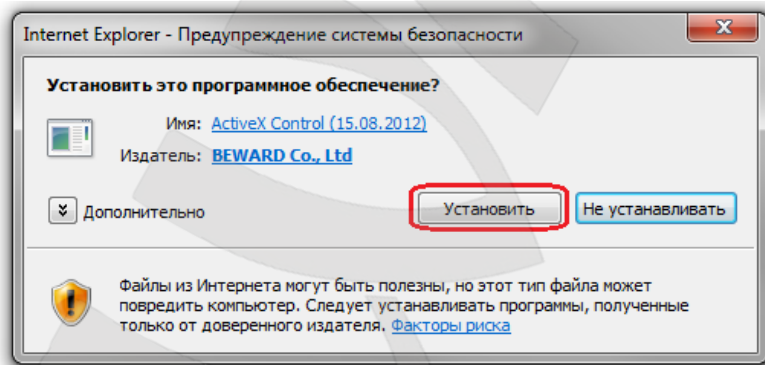 Internet Explorer - Предупреждение системы безопасности
Установить это программное обеспечение?
Имя: ActiveX Control (15.08.2012)
Издатель: BEWARD Co., Ltd
Дополнительно
Установить
Не устанавливать
Файлы из Интернета могут быть полезны, но этот тип файла может
повредить компьютер. Следует устанавливать программы, полученные
только от доверенного издателя. Факторы риска